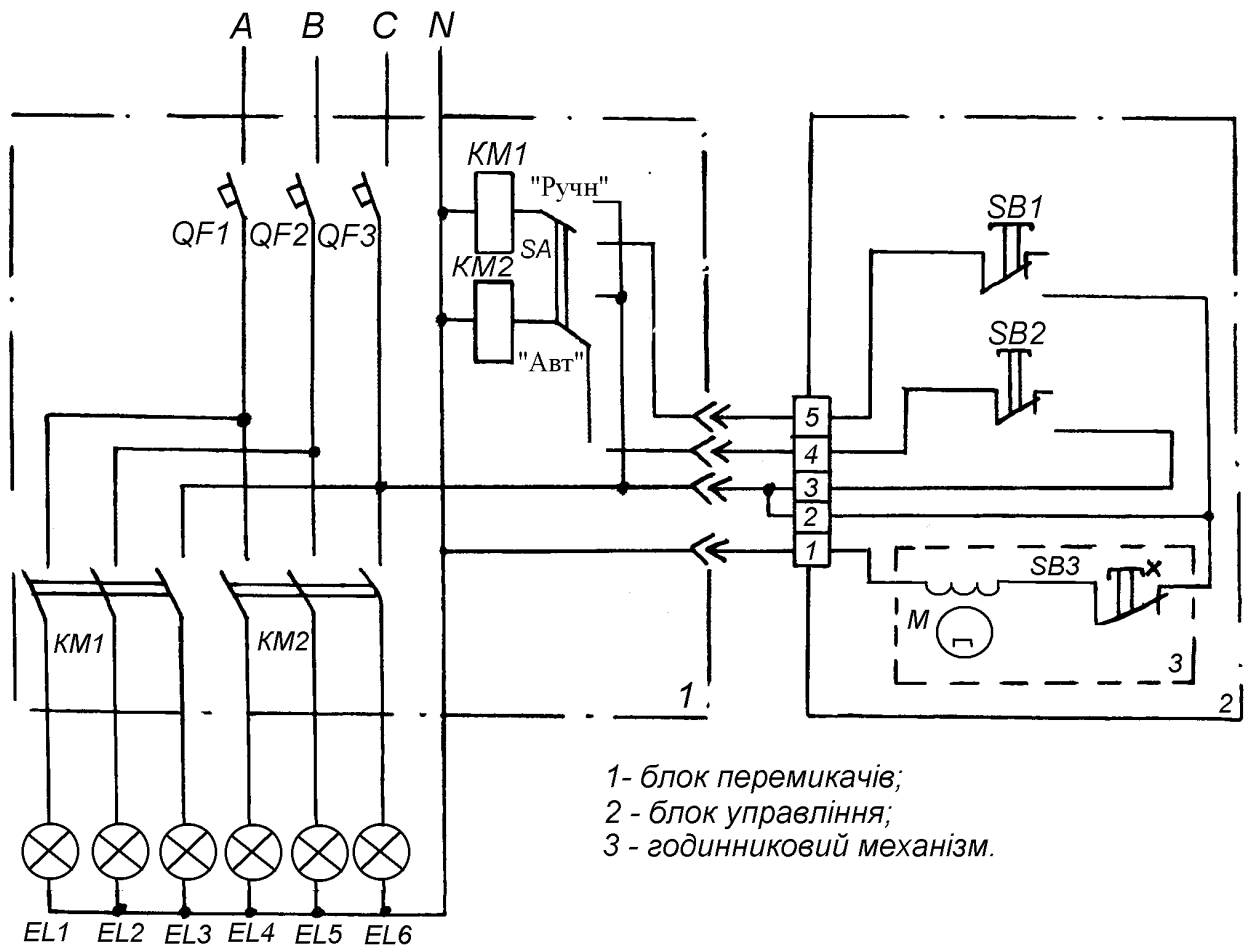 A B C N
KM1
"Ручн"
QF1 QF2 QF3
SA
KM2
"Авт"
SB1
SB2
5
4
3
2
1
SB3
M
3
KM1 KM2
1
2
1- блок перемикачів;
2 - блок управління;
3 - годинниковий механізм.
EL1 EL2 EL3 EL4 EL5 EL6